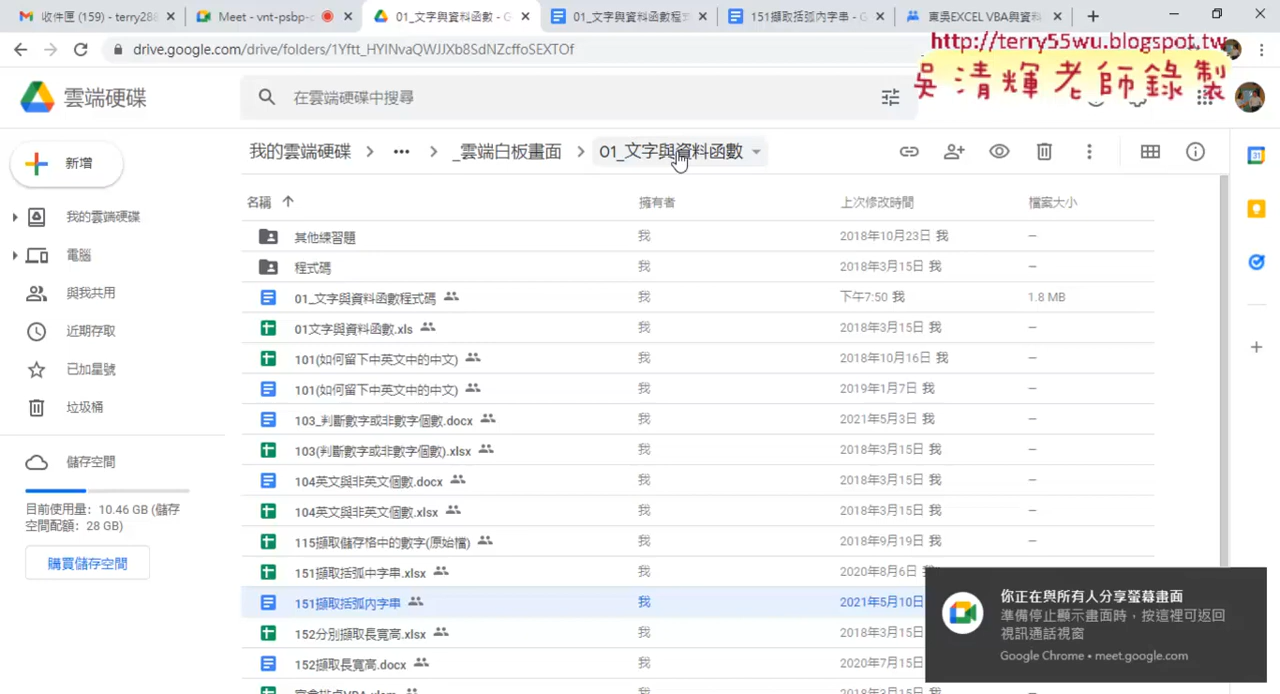 收件匣 (159) - terry288
Meet - vnt-psbp-
01_文字與資料函數 - G
01_文字與資料函數程式
151擷取括弧內字串 - G
東吳EXCEL VBA與資
drive.google.com/drive/folders/1Yftt_HYlNvaQWJJXb8SdNZcffoSEXTOf
http://terry55wu.blogspot.tw
吳清輝老師錄製
雲端硬碟
在雲端硬碟中搜尋
新增
我的雲端硬碟
電腦
與我共用
近期存取
已加星號
垃圾桶
儲存空間
目前使用量：10.46 GB (儲存
空間配額：28 GB)
購買儲存空間
我的雲端硬碟 > ••• > _雲端白板畫面 > 01_文字與資料函數
名稱 擁有者 上次修改時間 檔案大小
其他練習題 我 2018年10月23日 我 –
程式碼 我 2018年3月15日 我 –
01_文字與資料函數程式碼 我 下午7:50 我 1.8 MB
01文字與資料函數.xls 我 2018年3月15日 我 –
101(如何留下中英文中的中文) 我 2018年10月16日 我 –
101(如何留下中英文中的中文) 我 2019年1月7日 我 –
103_判斷數字或非數字個數.docx 我 2021年5月3日 我 –
103(判斷數字或非數字個數).xlsx 我 2018年3月15日 我 –
104英文與非英文個數.docx 我 2018年3月15日 我 –
104英文與非英文個數.xlsx 我 2018年3月15日 我 –
115擷取儲存格中的數字(原始檔) 我 2018年9月19日 我 –
151擷取括弧中字串.xlsx 我 2020年8月6日
151擷取括弧內字串 我 2021年5月10日
152分別擷取長寬高.xlsx 我 2018年3月15日
152擷取長寬高.docx 我 2020年7月15日
2018年3月15日
31
你正在與所有人分享螢幕畫面
準備停止顯示畫面時，按這裡可返回
視訊通話視窗
Google Chrome • meet.google.com